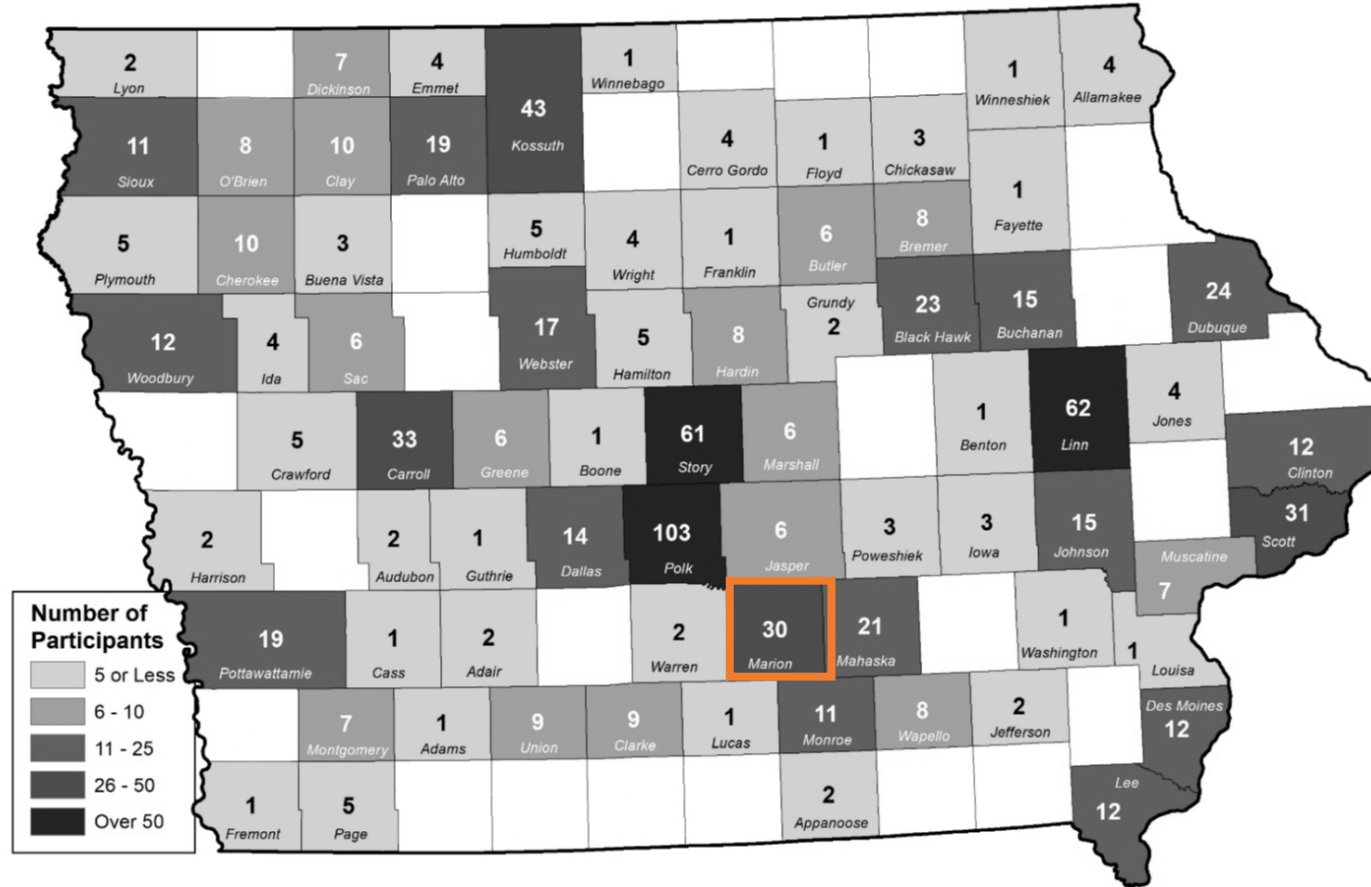 2
Lyon
7
Dickinson
4
Emmet
43
Kossuth
1
Winnebago
1
Winneshiek
4
Allamakee
11
Sioux
8
O'Brien
10
Clay
19
Palo Alto
4
Cerro Gordo
1
Floyd
3
Chickasaw
1
Fayette
5
Plymouth
10
Cherokee
3
Buena Vista
5
Humboldt
4
Wright
1
Franklin
6
Butler
8
Bremer
12
Woodbury
4
Ida
6
Sac
17
Webster
5
Hamilton
8
Hardin
Grundy
2
23
Black Hawk
15
Buchanan
24
Dubuque
5
Crawford
33
Carroll
6
Greene
1
Boone
61
Story
6
Marshall
1
Benton
62
Linn
4
Jones
12
Clinton
2
Harrison
2
Audubon
1
Guthrie
14
Dallas
103
Polk
6
Jasper
3
Poweshiek
3
Iowa
15
Johnson
Muscatine
7
31
Scott
19
Pottawattamie
1
Cass
2
Adair
2
Warren
30
Marion
21
Mahaska
1
Washington
1
Louisa
7
Montgomery
1
Adams
9
Union
9
Clarke
1
Lucas
11
Monroe
8
Wapello
2
Jefferson
Des Moines
12
1
Fremont
5
Page
2
Appanoose
Lee
12
Number of
Participants
5 or Less
6 - 10
11 - 25
26 - 50
Over 50